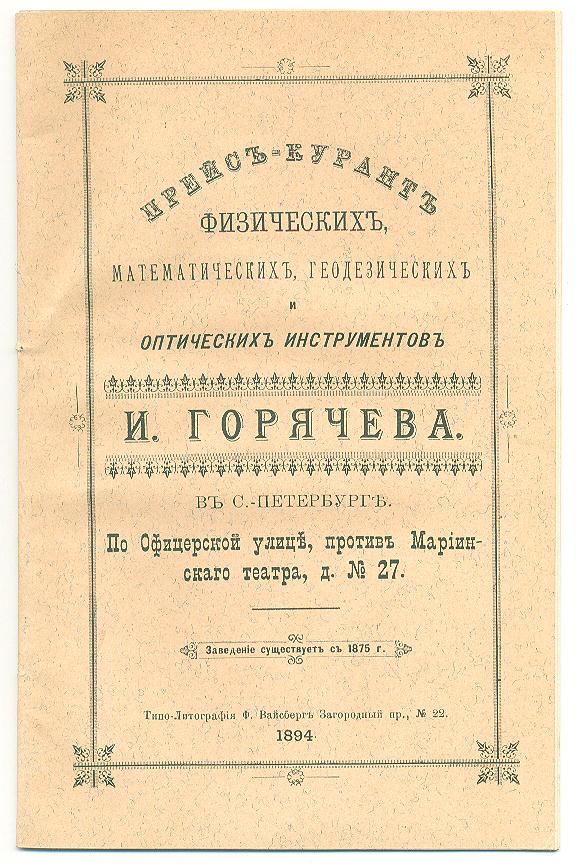 ПРЕЙСЪ-КУРАНТЪ
ФИЗИЧЕСКИХЪ,
МАТЕМАТИЧЕСКИХЪ, ГЕОДЕЗИЧЕСКИХЪ
и
ОПТИЧЕСКИХЪ ИНСТРУМЕНТОВЪ
И. ГОРЯЧЕВА.
ВЪ С.-ПЕТЕРБУРГѢ.
По Офицерской улицѣ, противъ Маріин-
скаго театра, д. № 27.
Заведеніе существуетъ съ 1875 г.
Типо-Литографія Ф. Вайсбергъ Загородный пр., № 22.
1894